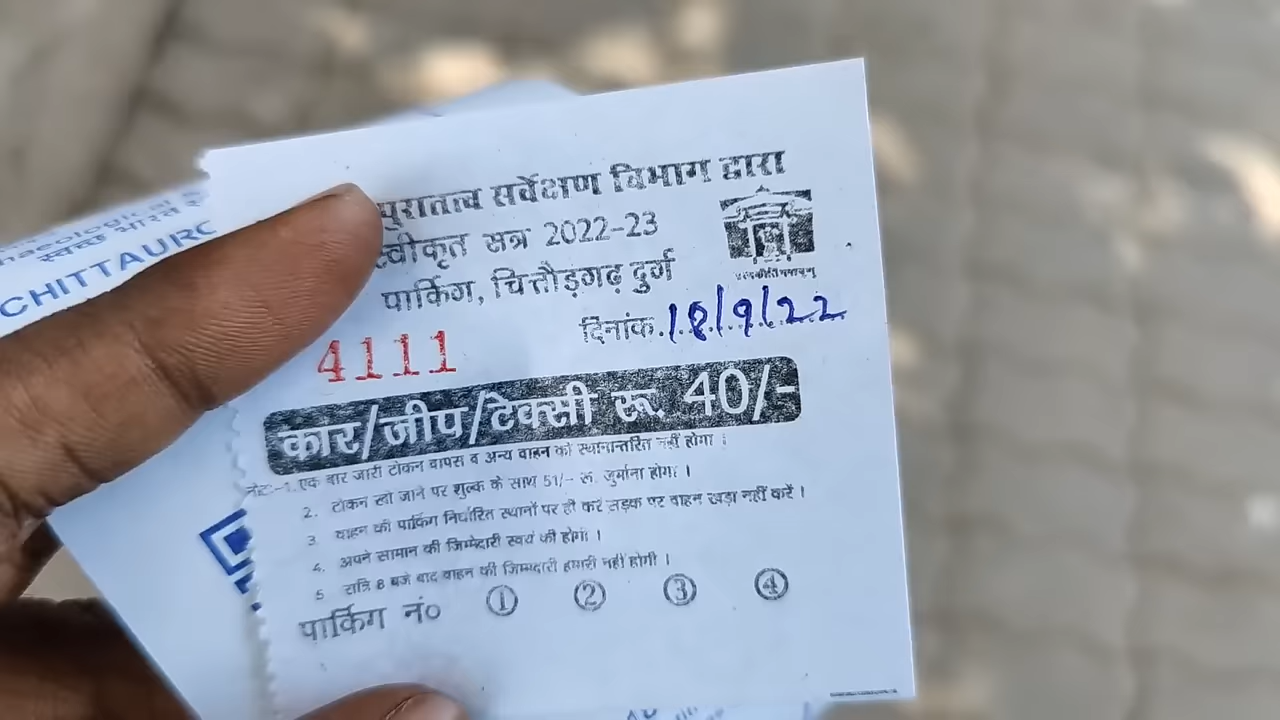 पुरातत्व सर्वेक्षण विभाग द्वारा
स्वीकृत सत्र 2022-23
पार्किंग, चित्तौड़गढ़ दुर्ग
दिनांक 18/9/22
4111
कार/जीप/टेक्सी रू. 40/-
नोट:-1. एक बार जारी टोकन वापस व अन्य वाहन को स्थानान्तरित नहीं होगा ।
2. टोकन खो जाने पर शुल्क के साथ 51/- रू. जुर्माना होगा ।
3. वाहन की पार्किंग निर्धारित स्थानों पर ही करें सड़क पर वाहन खड़ा नहीं करें ।
4. अपने सामान की जिम्मेदारी स्वयं की होगी ।
5 रात्रि 8 बजे बाद वाहन की जिम्मदारी हमारी नहीं होगी ।
पार्किग नं० ① ② ③ ④
CHITTAURG